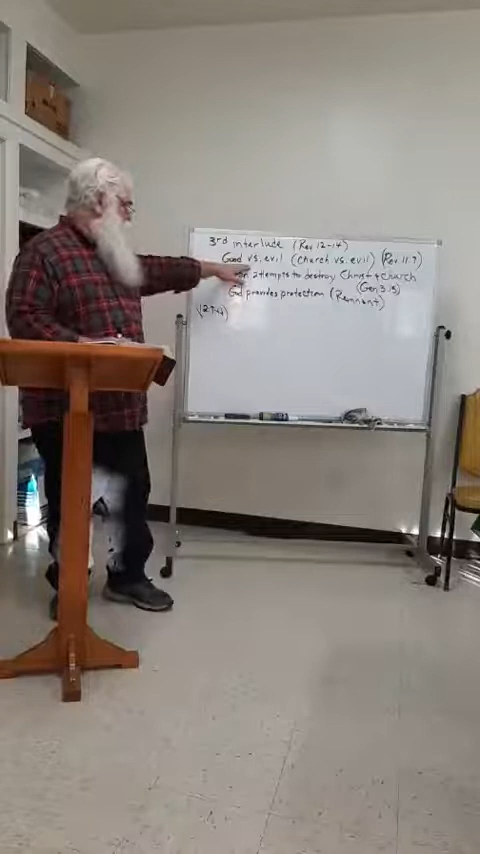 3rd interlude (Rev 12-14)
Good vs. evil (Church vs. evil) (Rev 11.7)
attempts to destroy Christ + church
(Gen 3.15)
God provides protection (Remnant)